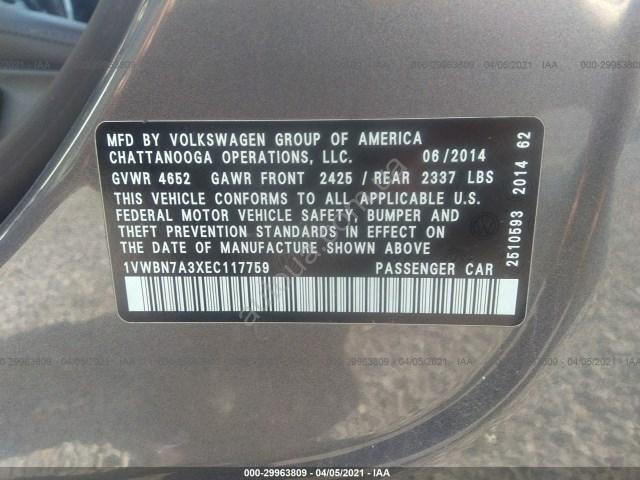 MFD BY VOLKSWAGEN GROUP OF AMERICA
CHATTANOOGA OPERATIONS, LLC. 06/2014
GVWR 4652 GAWR FRONT 2425 / REAR 2337 LBS
THIS VEHICLE CONFORMS TO ALL APPLICABLE U.S.
FEDERAL MOTOR VEHICLE SAFETY, BUMPER AND
THEFT PREVENTION STANDARDS IN EFFECT ON
THE DATE OF MANUFACTURE SHOWN ABOVE
1VWBN7A3XEC117759 PASSENGER CAR
2510593 2014 62
000-29963809 - 04/05/2021 - IAA